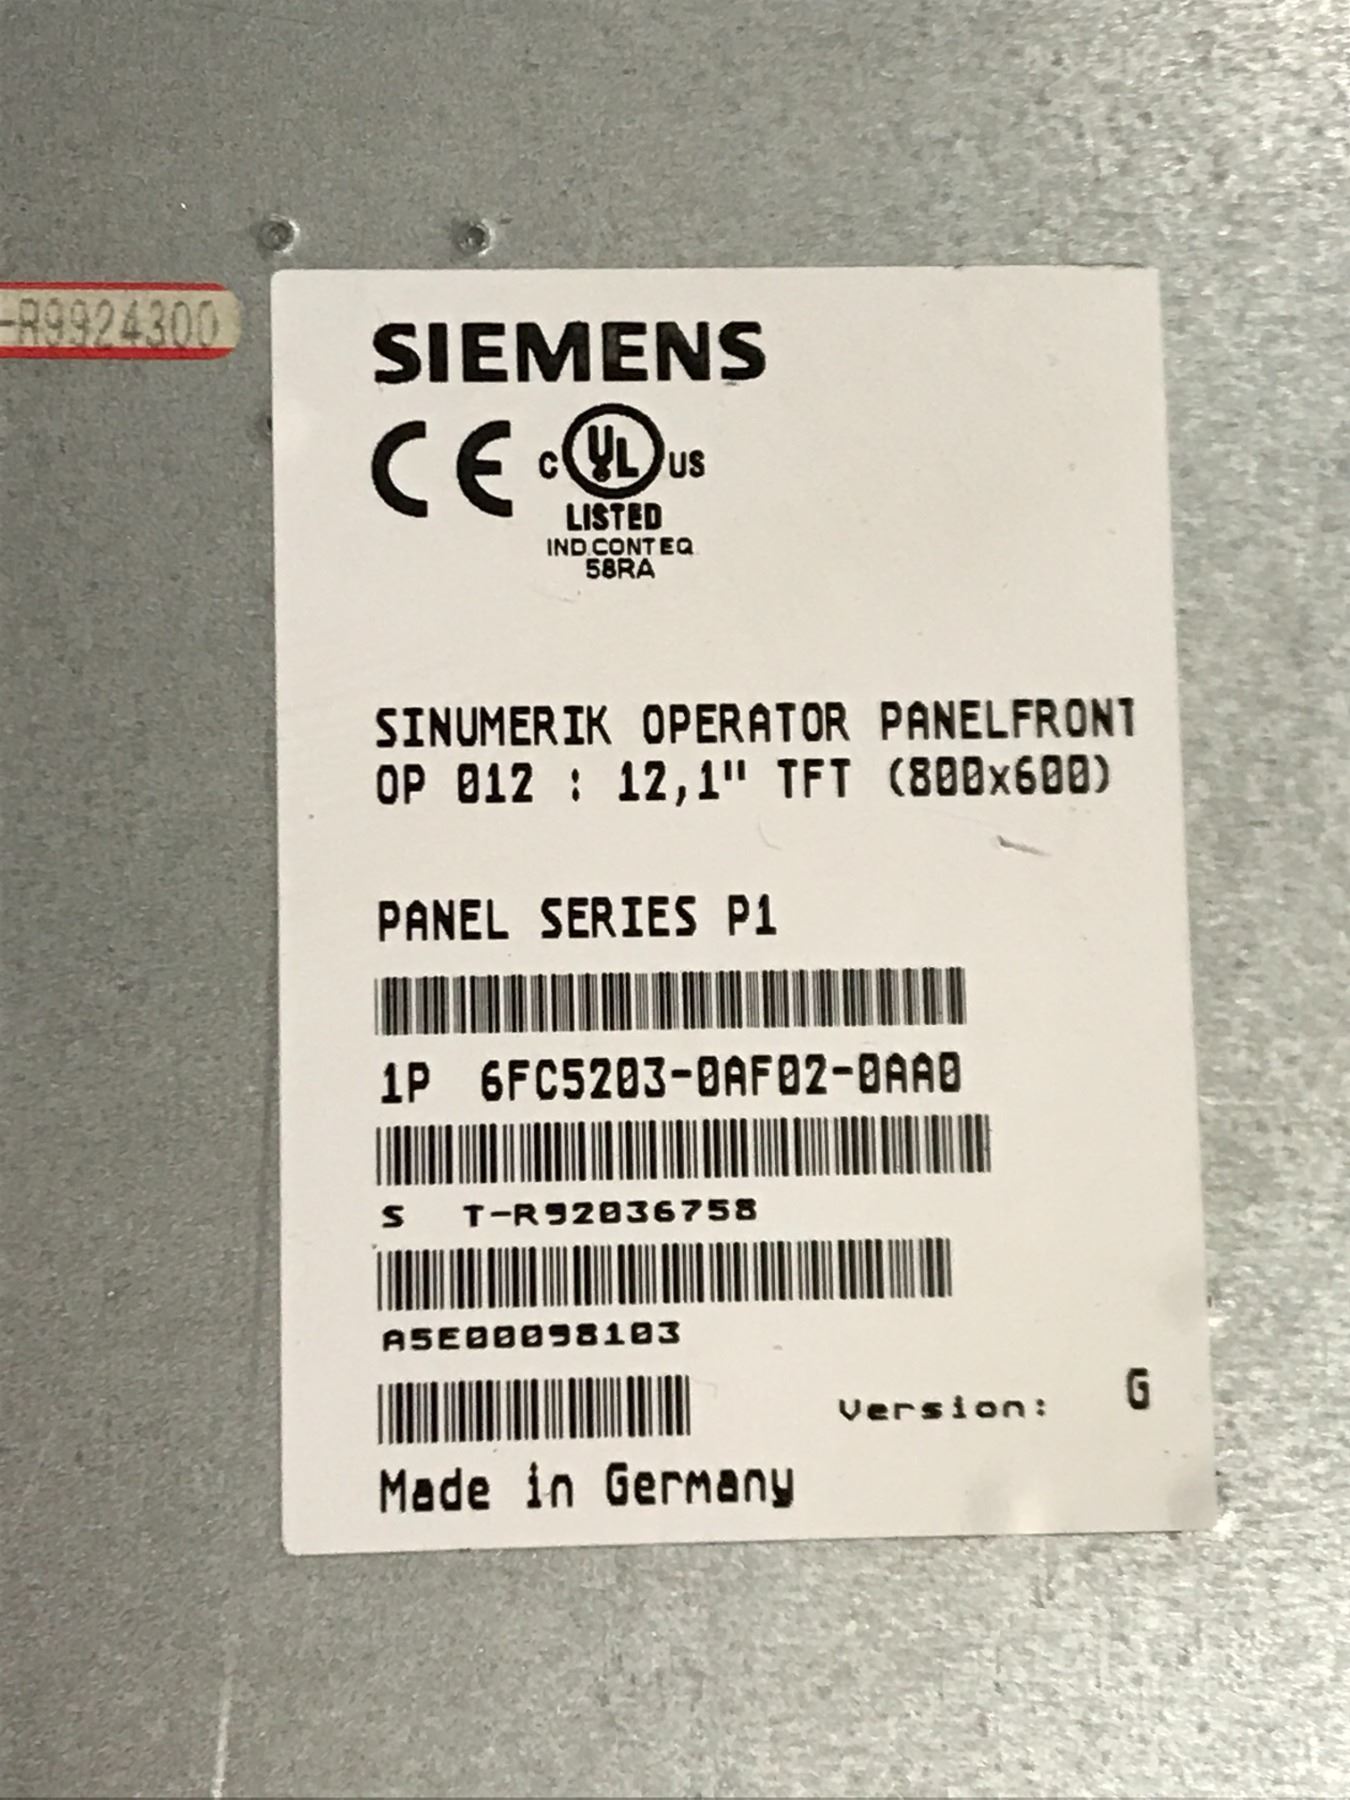 -R9924300
SIEMENS
CE
C UL US
LISTED
IND.CONT.EQ
58RA
SINUMERIK OPERATOR PANELFRONT
OP 012 : 12,1" TFT (800x600)
PANEL SERIES P1
1P 6FC5203-0AF02-0AA0
S T-R92036758
A5E00098103
Version: G
Made in Germany